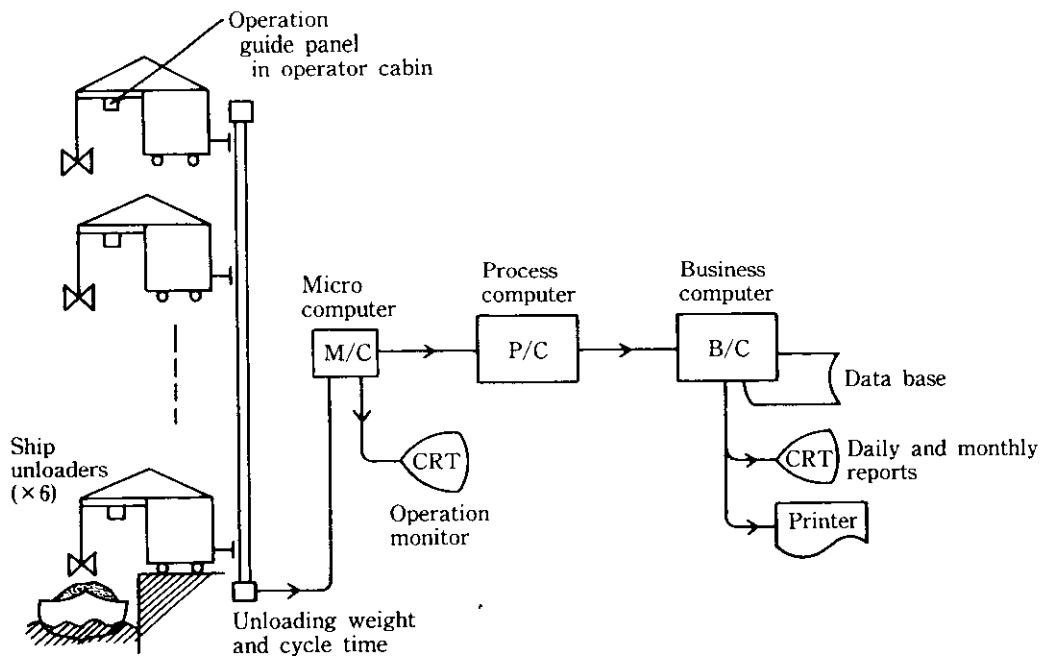 Operation
guide panel
in operator cabin
Micro
computer
Process
computer
Business
computer
M/C
P/C
B/C
Data base
Ship
unloaders
(×6)
CRT
Operation
monitor
CRT
Daily and monthly
reports
Printer
Unloading weight
and cycle time